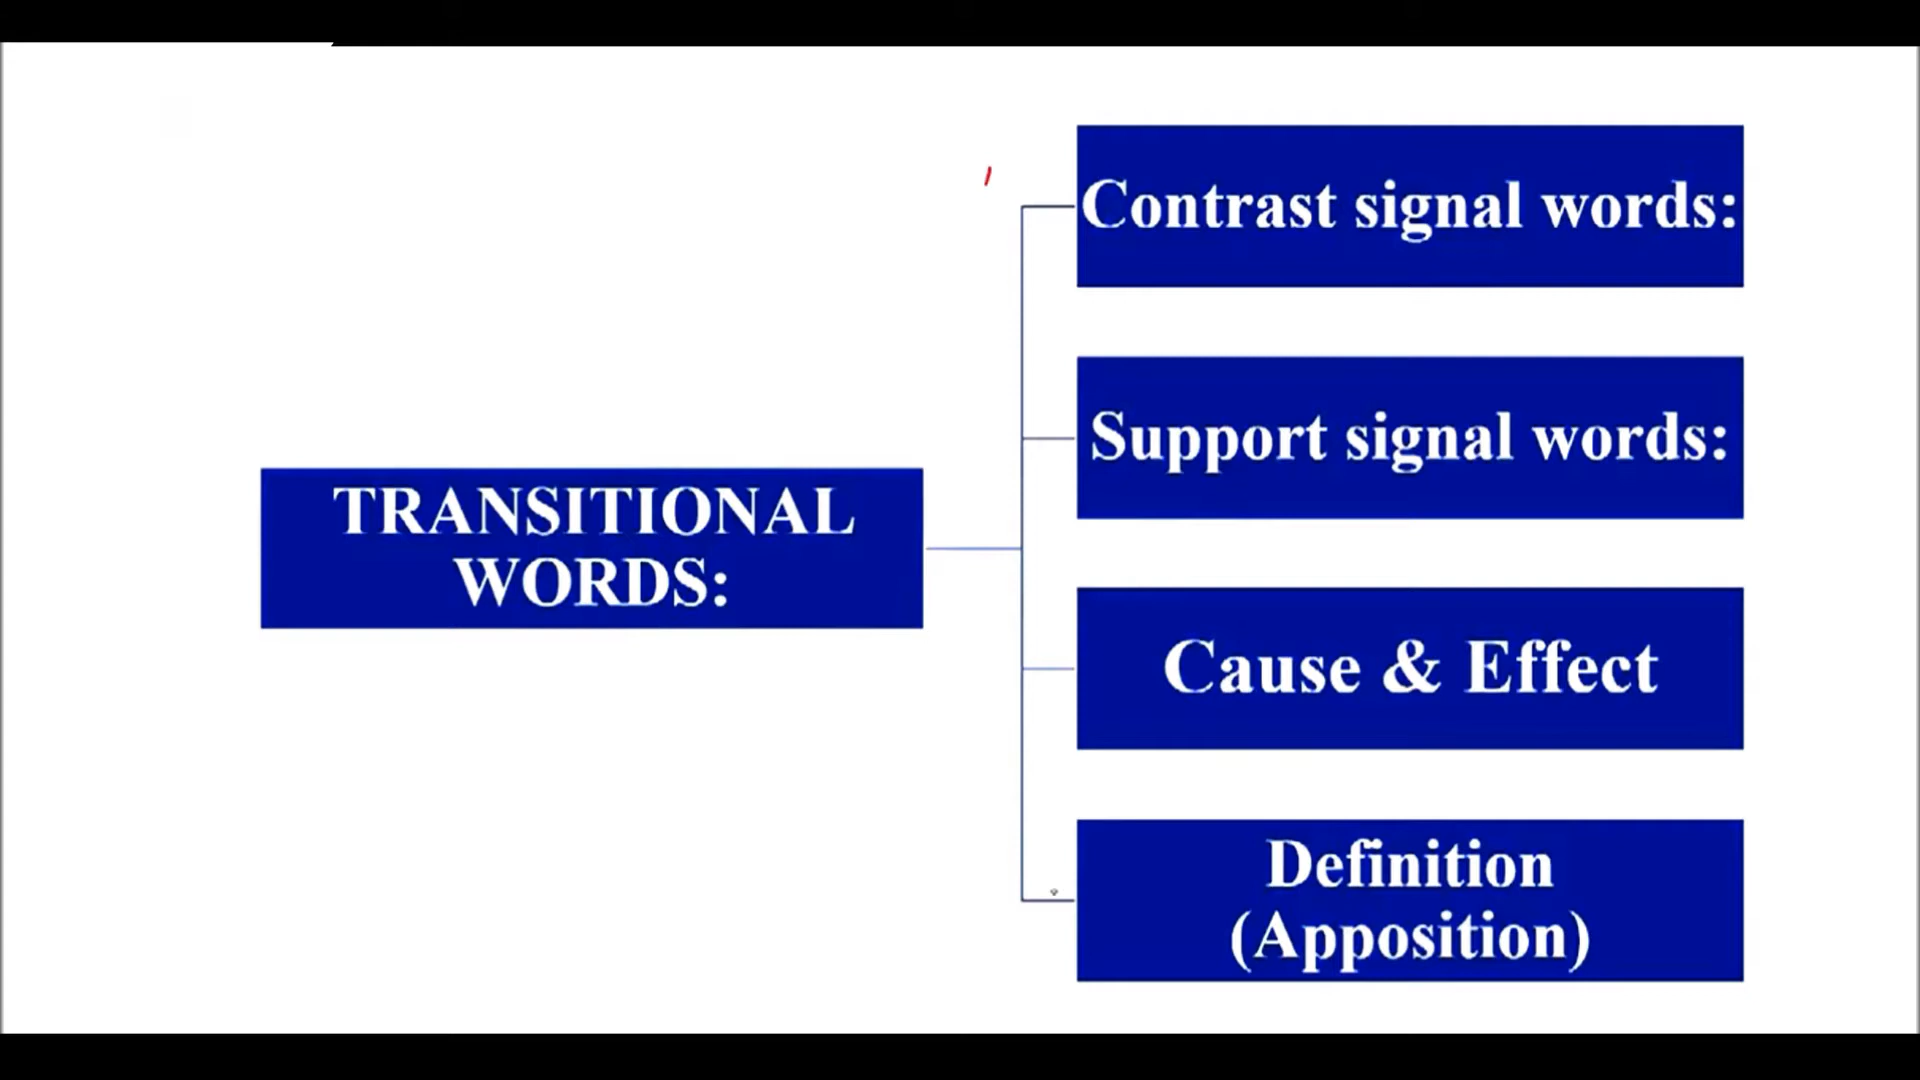 Contrast signal words:
Support signal words:
TRANSITIONAL
WORDS:
Cause & Effect
Definition
(Apposition)